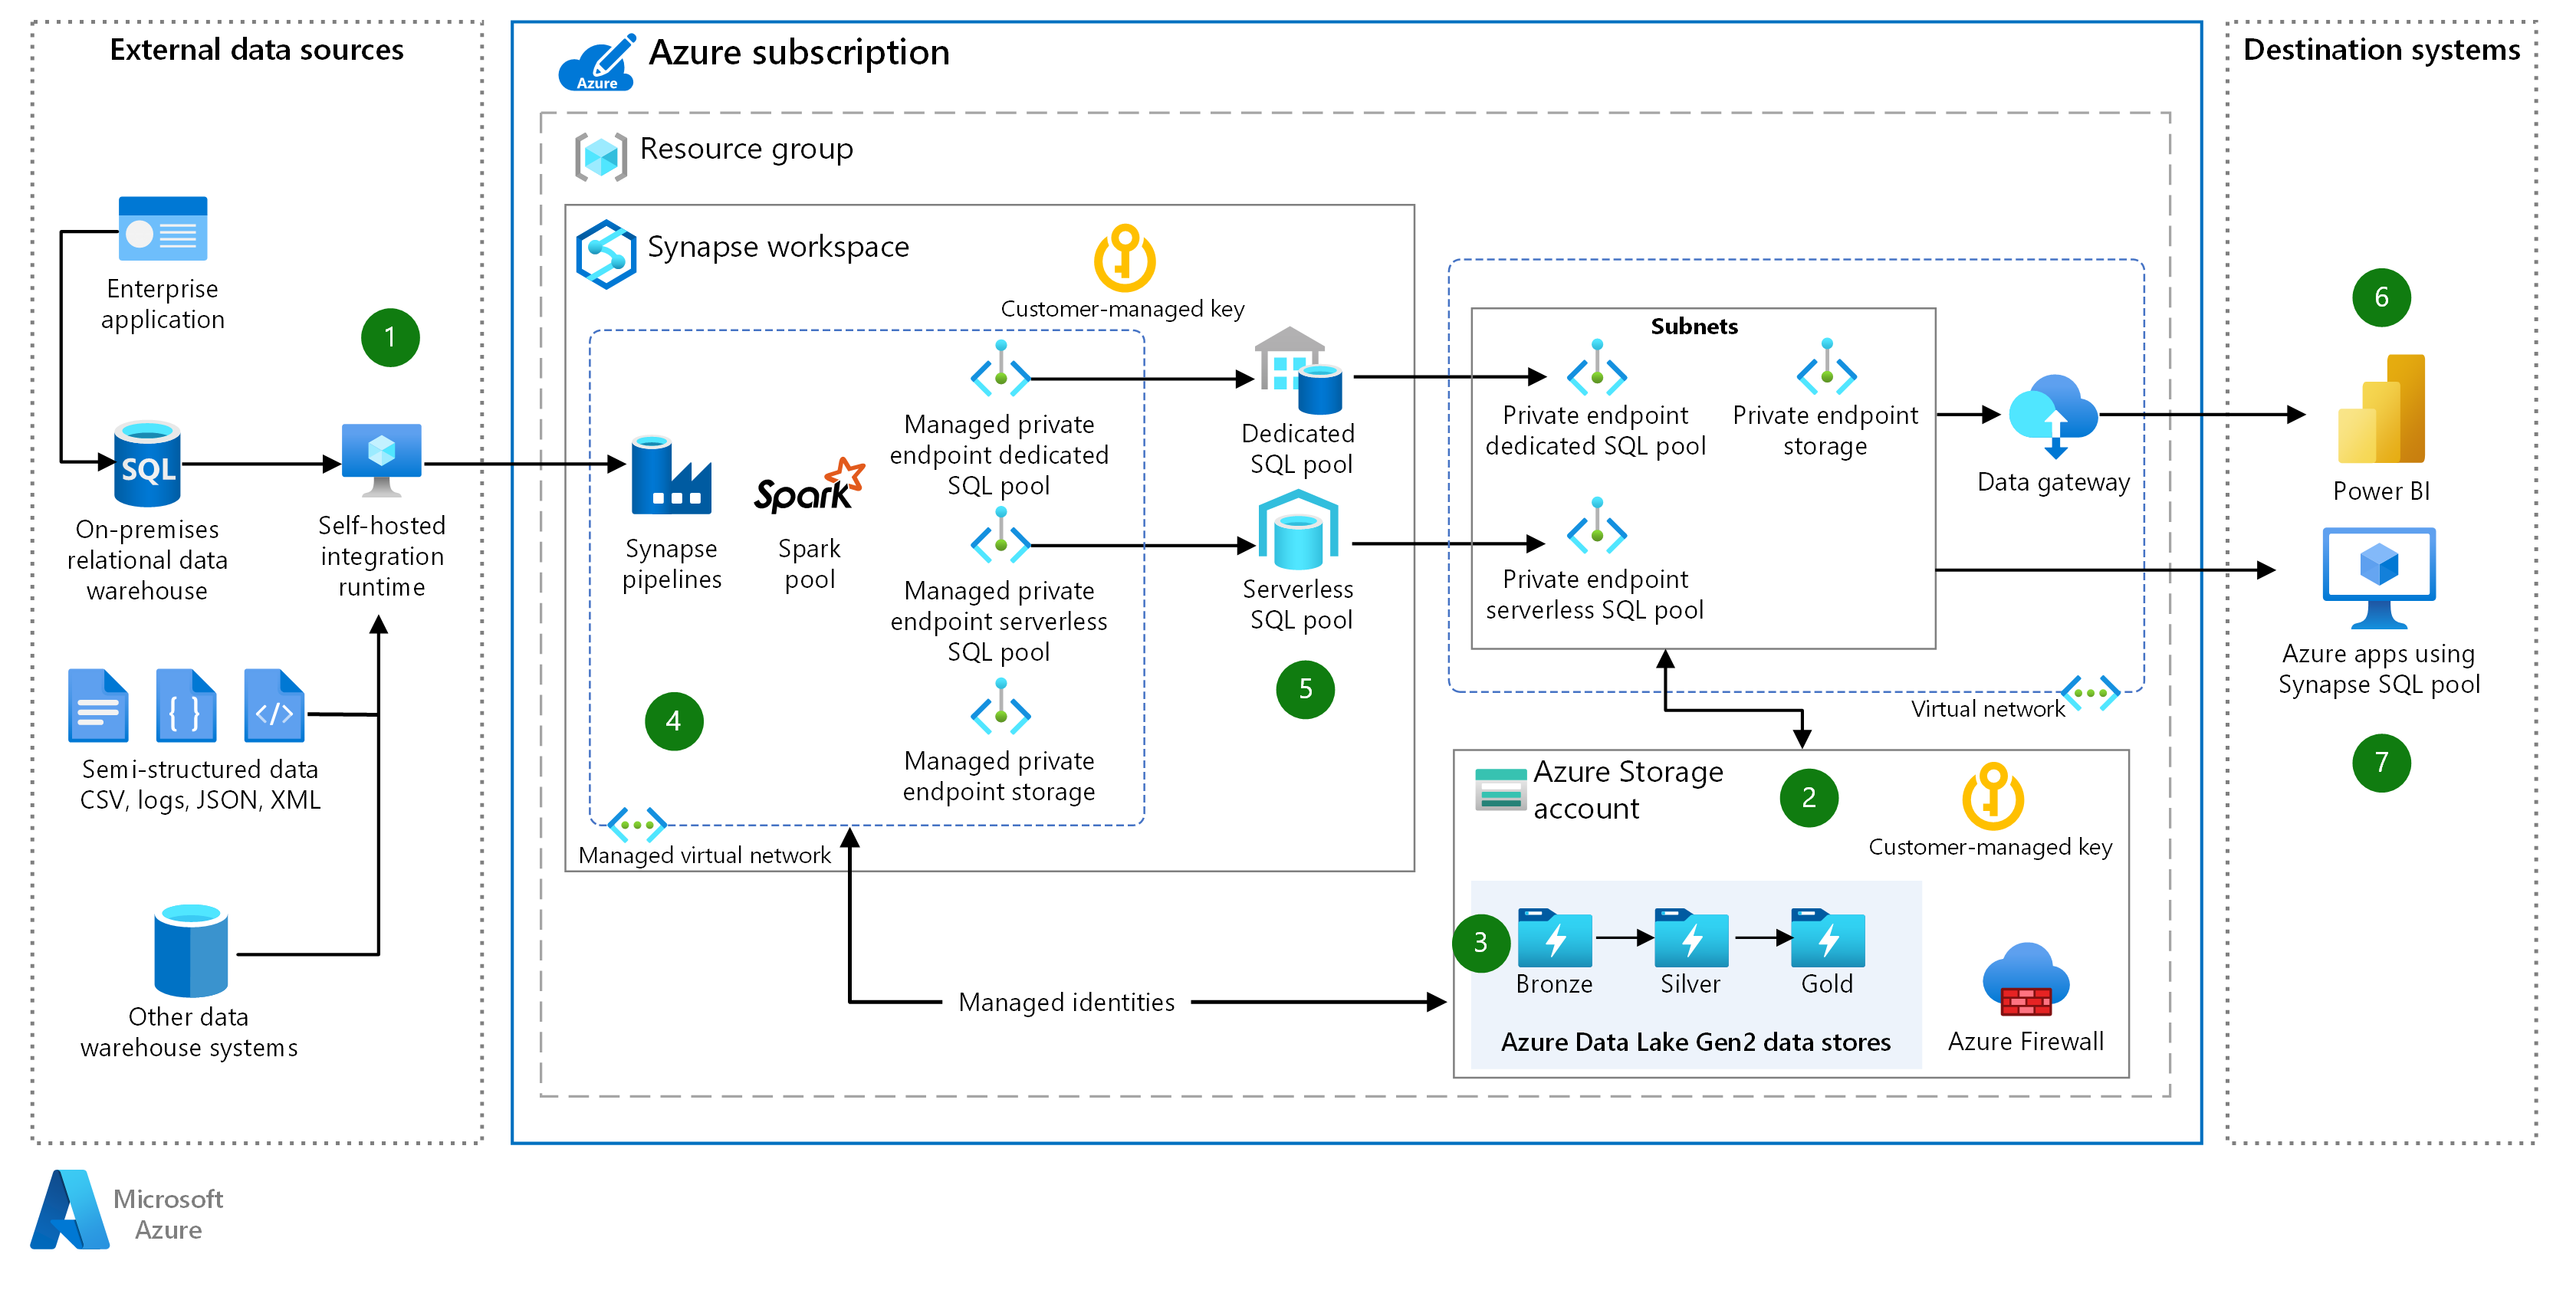 External data sources
Enterprise
application
1
SQL
On-premises
relational data
warehouse
Self-hosted
integration
runtime
{ }
</>
Semi-structured data
CSV, logs, JSON, XML
Other data
warehouse systems
Microsoft
Azure
Azure
Azure subscription
Resource group
Synapse workspace
Customer-managed key
Synapse
pipelines
Spark
Spark
pool
Managed private
endpoint dedicated
SQL pool
Managed private
endpoint serverless
SQL pool
Managed private
endpoint storage
4
Managed virtual network
Dedicated
SQL pool
Serverless
SQL pool
5
Managed identities
Subnets
Private endpoint
dedicated SQL pool
Private endpoint
storage
Private endpoint
serverless SQL pool
Data gateway
Virtual network
Azure Storage
account
2
Customer-managed key
3
Bronze
Silver
Gold
Azure Data Lake Gen2 data stores
Azure Firewall
Destination systems
6
Power BI
Azure apps using
Synapse SQL pool
7